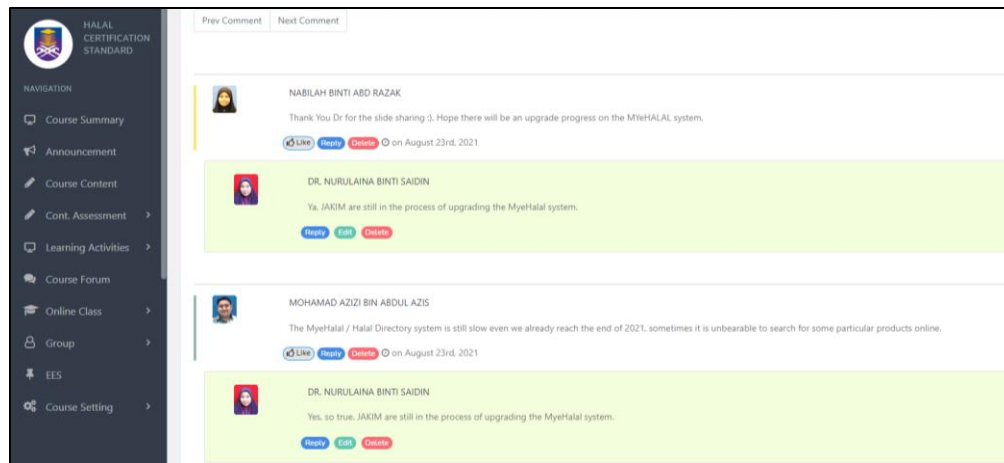 HALAL
CERTIFICATION
STANDARD
NAVIGATION
Course Summary
Announcement
Course Content
Cont. Assessment
Learning Activities
Course Forum
Online Class
Group
EES
Course Setting
Prev Comment Next Comment
NABILAH BINTI ABD RAZAK
Thank You Dr for the slide sharing :). Hope there will be an upgrade progress on the MYeHALAL system.
Like Reply Delete on August 23rd, 2021
DR. NURULAINA BINTI SAIDIN
Ya. JAKIM are still in the process of upgrading the MyeHalal system.
Reply Edit Delete
MOHAMAD AZIZI BIN ABDUL AZIS
The MyeHalal / Halal Directory system is still slow even we already reach the end of 2021, sometimes it is unbearable to search for some particular products online.
Like Reply Delete on August 23rd, 2021
DR. NURULAINA BINTI SAIDIN
Yes, so true. JAKIM are still in the process of upgrading the MyeHalal system.
Reply Edit Delete